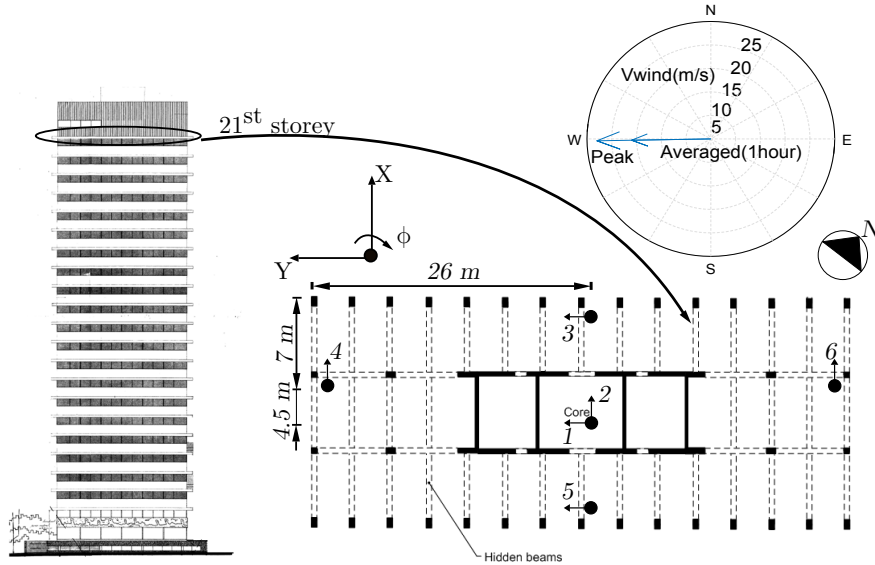 N
25
20
15
10
5
Vwind(m/s)
W
E
Peak
Averaged(1hour)
S
21st storey
X
ϕ
Y
N
26 m
7 m
4.5 m
3
4
6
2
Core
1
5
Hidden beams